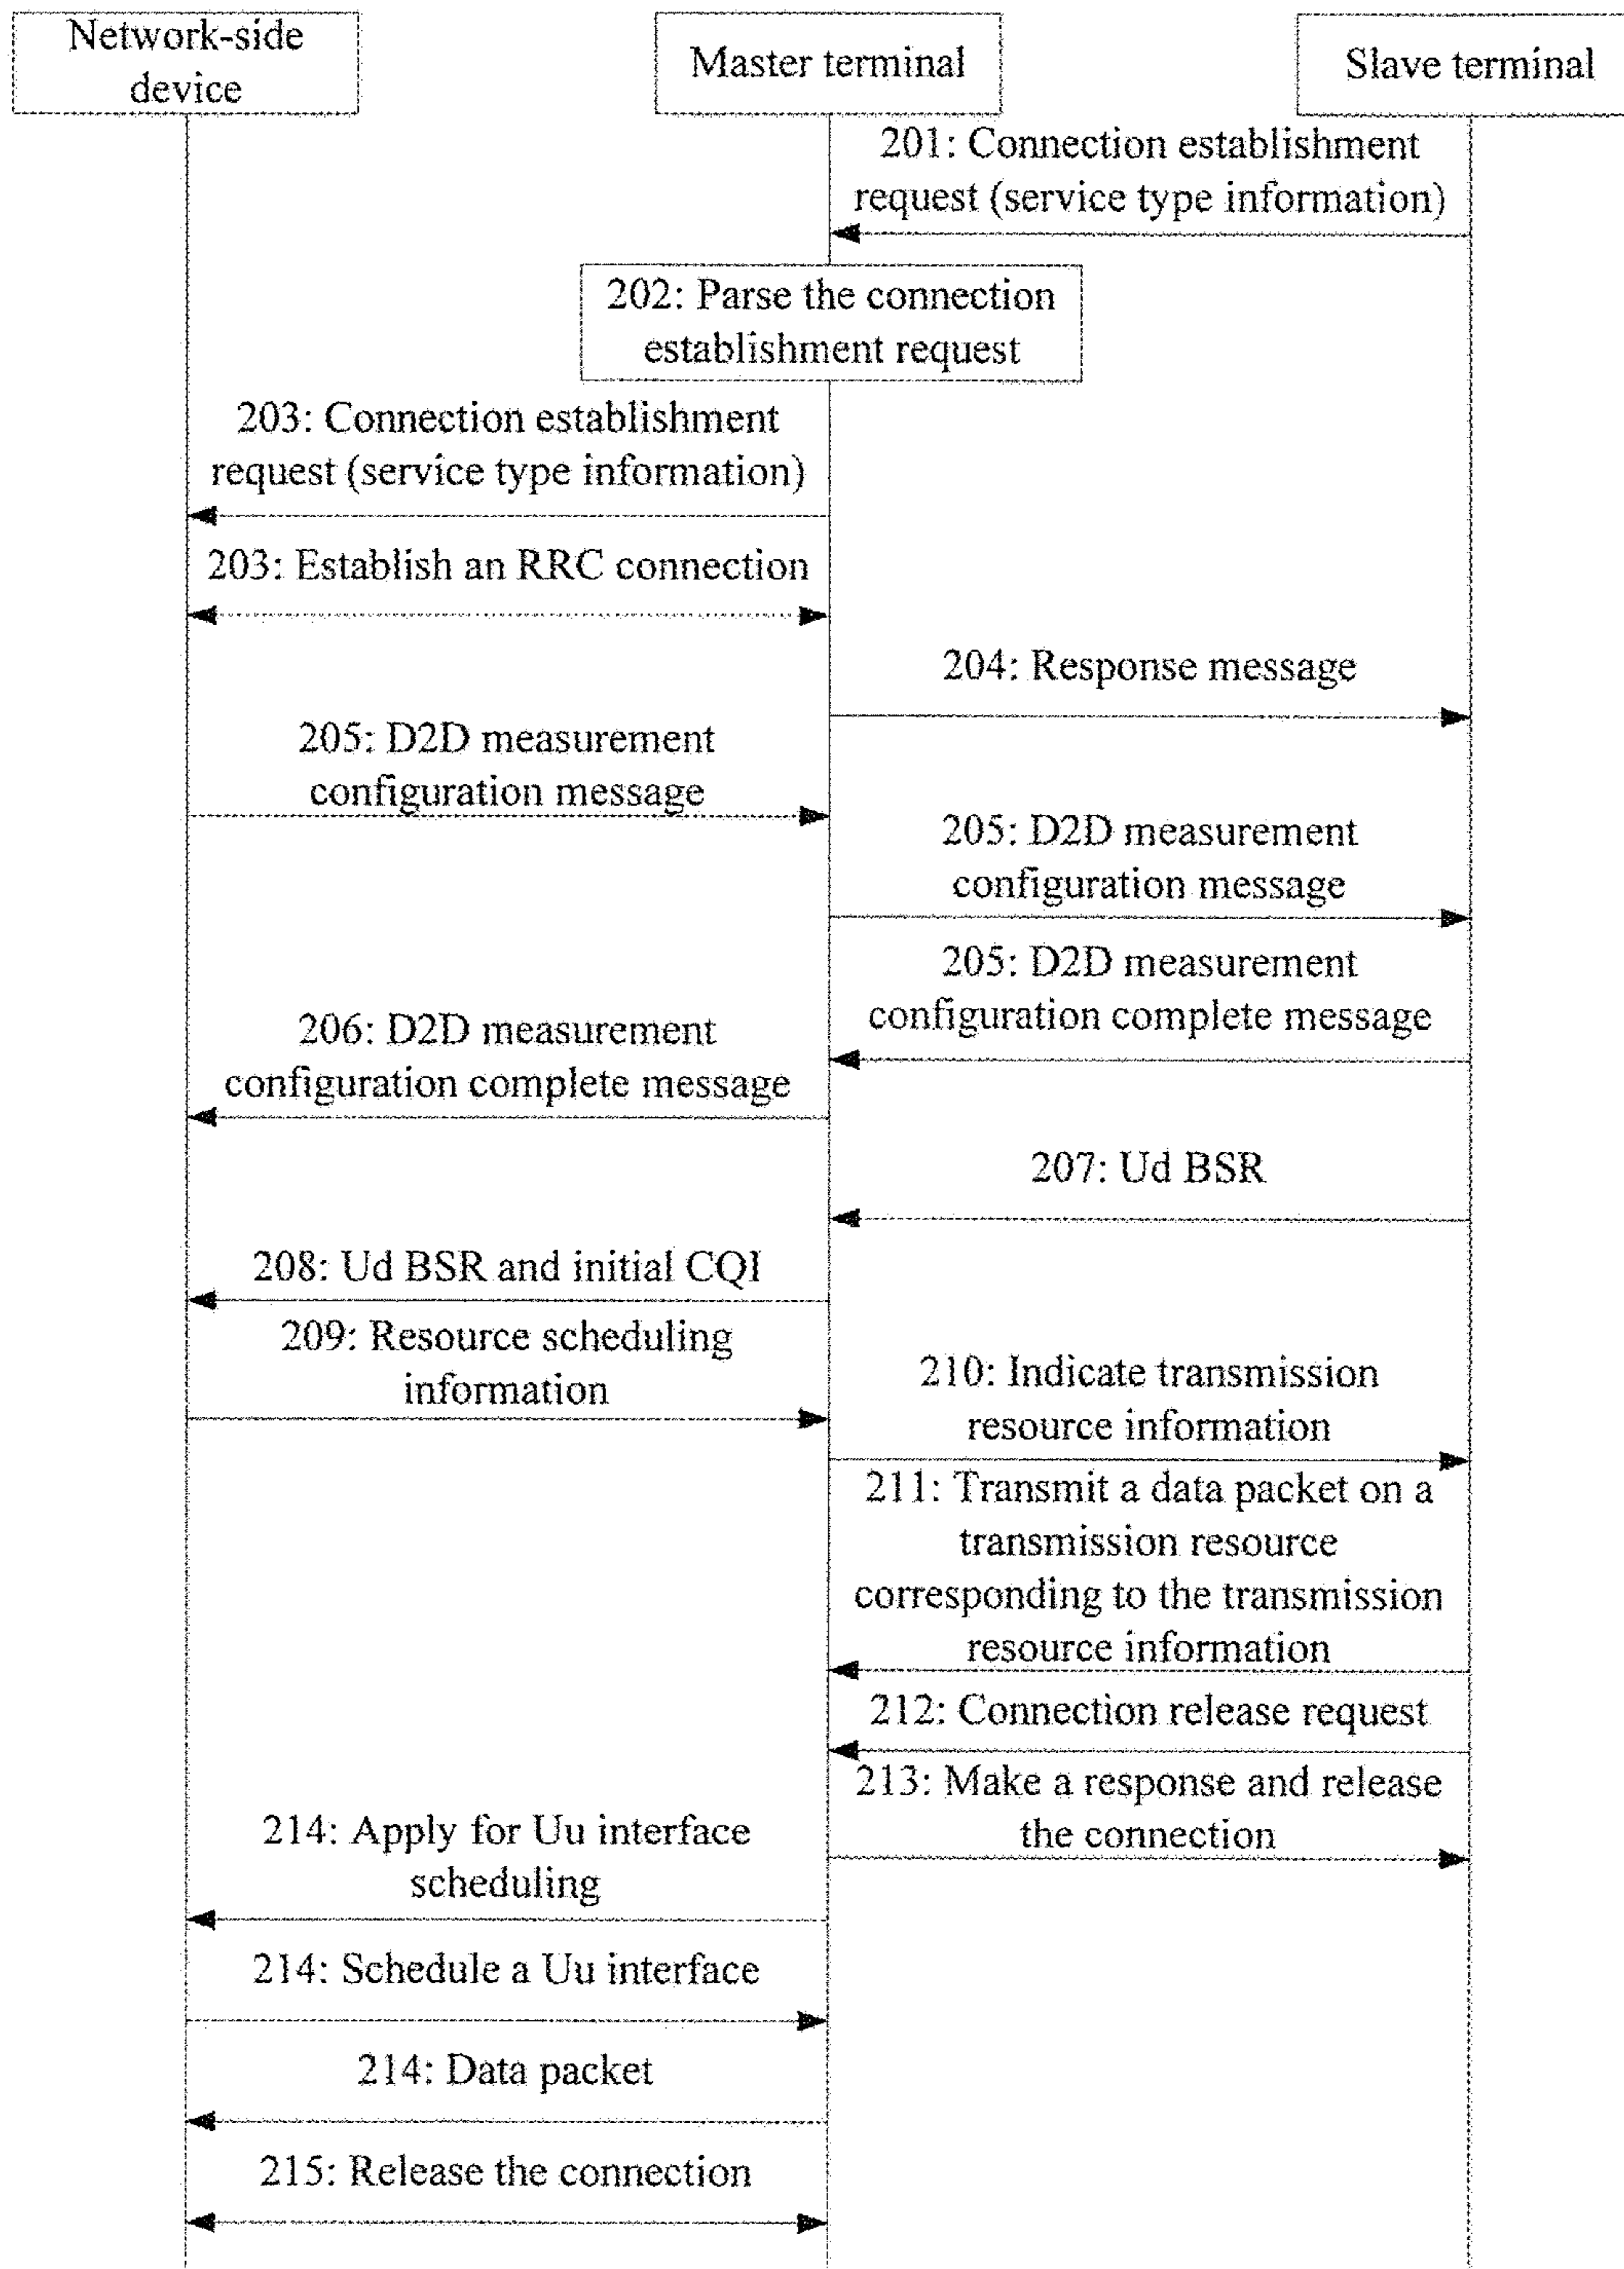 Network-side
device
Master terminal
Slave terminal
201: Connection establishment
request (service type information)
202: Parse the connection
establishment request
203: Connection establishment
request (service type information)
203: Establish an RRC connection
204: Response message
205: D2D measurement
configuration message
205: D2D measurement
configuration message
205: D2D measurement
configuration complete message
206: D2D measurement
configuration complete message
207: Ud BSR
208: Ud BSR and initial CQI
209: Resource scheduling
information
210: Indicate transmission
resource information
211: Transmit a data packet on a
transmission resource
corresponding to the transmission
resource information
212: Connection release request
213: Make a response and release
the connection
214: Apply for Uu interface
scheduling
214: Schedule a Uu interface
214: Data packet
215: Release the connection